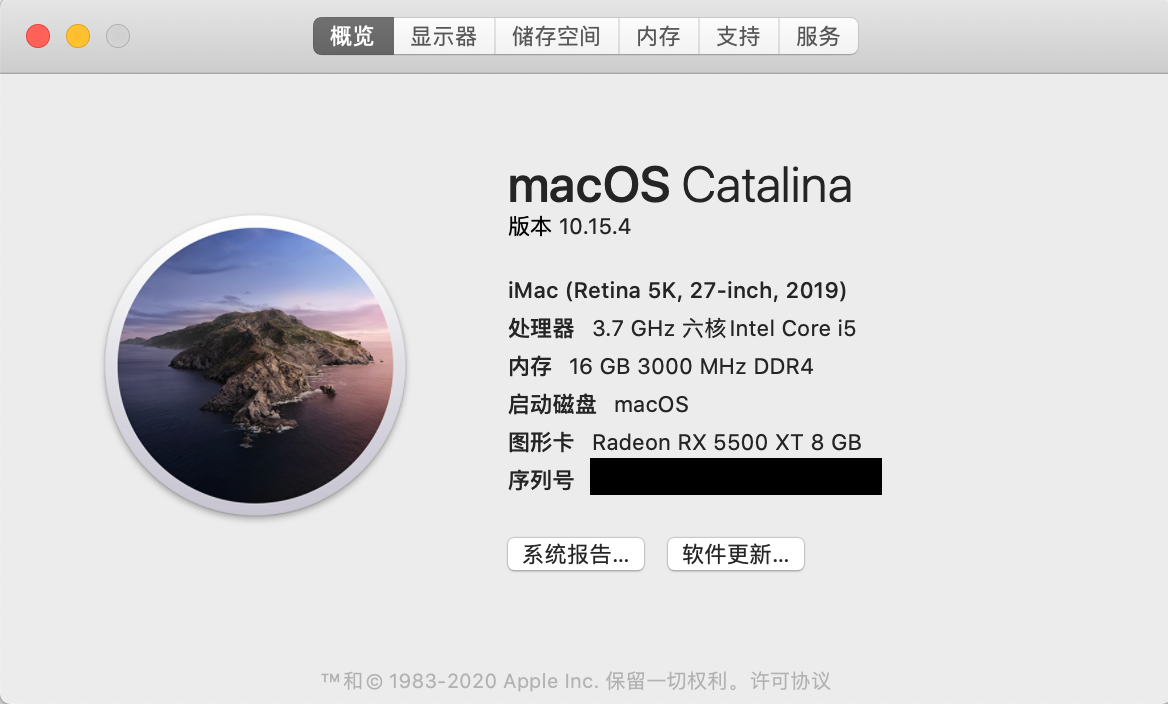 概览 显示器 储存空间 内存 支持 服务
macOS Catalina
版本 10.15.4
iMac (Retina 5K, 27-inch, 2019)
处理器 3.7 GHz 六核Intel Core i5
内存 16 GB 3000 MHz DDR4
启动磁盘 macOS
图形卡 Radeon RX 5500 XT 8 GB
序列号
系统报告... 软件更新...
™和© 1983-2020 Apple Inc. 保留一切权利。许可协议